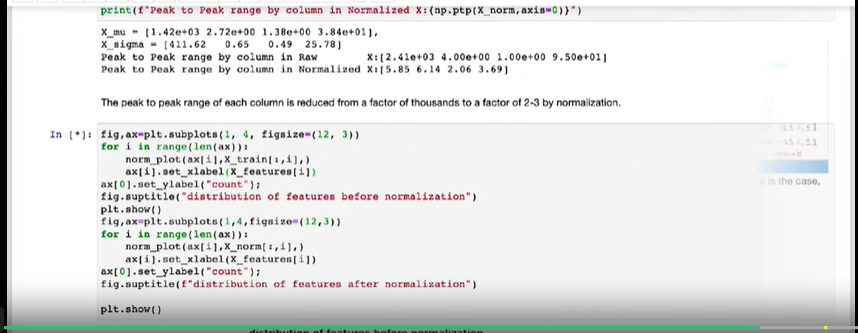 print(f"Peak to Peak range by column in Normalized X:{np.ptp(X_norm,axis=0)}")
X_mu = [1.42e+03 2.72e+00 1.38e+00 3.84e+01],
X_sigma = [411.62 0.65 0.49 25.78]
Peak to Peak range by column in Raw X:[2.41e+03 4.00e+00 1.00e+00 9.50e+01]
Peak to Peak range by column in Normalized X:[5.85 6.14 2.06 3.69]
The peak to peak range of each column is reduced from a factor of thousands to a factor of 2-3 by normalization.
In [*]: fig,ax=plt.subplots(1, 4, figsize=(12, 3))
for i in range(len(ax)):
norm_plot(ax[i],X_train[:,i],)
ax[i].set_xlabel(X_features[i])
ax[0].set_ylabel("count");
fig.suptitle("distribution of features before normalization")
plt.show()
fig,ax=plt.subplots(1,4,figsize=(12,3))
for i in range(len(ax)):
norm_plot(ax[i],X_norm[:,i],)
ax[i].set_xlabel(X_features[i])
ax[0].set_ylabel("count");
fig.suptitle(f"distribution of features after normalization")
plt.show()
is the case,
distribution of features before normalization